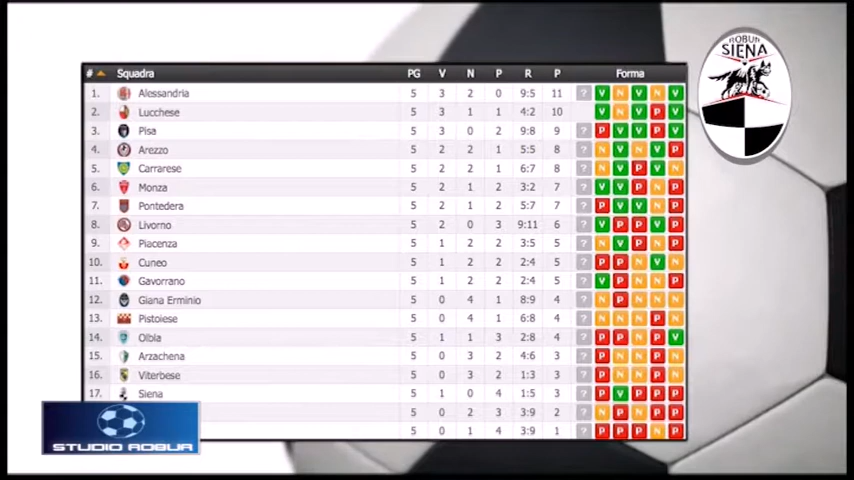 ROBUR
SIENA
# Squadra PG V N P R P Forma
1. Alessandria 5 3 2 0 9:5 11 ? V N V N V
2. Lucchese 5 3 1 1 4:2 10 V N V P V
3. Pisa 5 3 0 2 9:8 9 ? P V V P V
4. Arezzo 5 2 2 1 5:5 8 ? N V N V P
5. Carrarese 5 2 2 1 6:7 8 ? N V P V N
6. Monza 5 2 1 2 3:2 7 ? V V P N P
7. Pontedera 5 2 1 2 5:7 7 ? P V V N P
8. Livorno 5 2 0 3 9:11 6 ? V P P V P
9. Piacenza 5 1 2 2 3:5 5 ? N V P N P
10. Cuneo 5 1 2 2 2:4 5 ? P P N V N
11. Gavorrano 5 1 2 2 2:4 5 ? V P N N P
12. Giana Erminio 5 0 4 1 8:9 4 ? N P N N N
13. Pistoiese 5 0 4 1 6:8 4 ? N N N P N
14. Olbia 5 1 1 3 2:8 4 ? P P N P V
15. Arzachena 5 0 3 2 4:6 3 ? P N N P N
16. Viterbese 5 0 3 2 1:3 3 ? P N N P N
17. Siena 5 1 0 4 1:5 3 ? P V P P P
5 0 2 3 3:9 2 ? N P N P P
5 0 1 4 3:9 1 ? P P P N P
STUDIO ROBUR